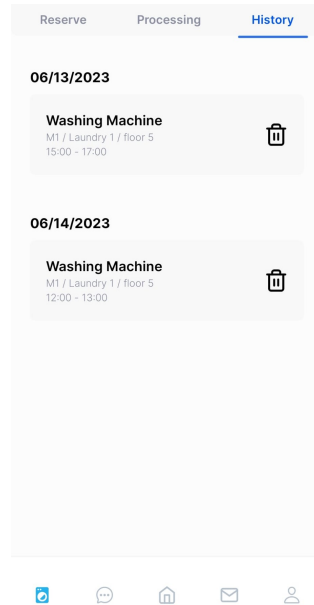 Reserve Processing History
06/13/2023
Washing Machine
M1 / Laundry 1 / floor 5
15:00 - 17:00
06/14/2023
Washing Machine
M1 / Laundry 1 / floor 5
12:00 - 13:00